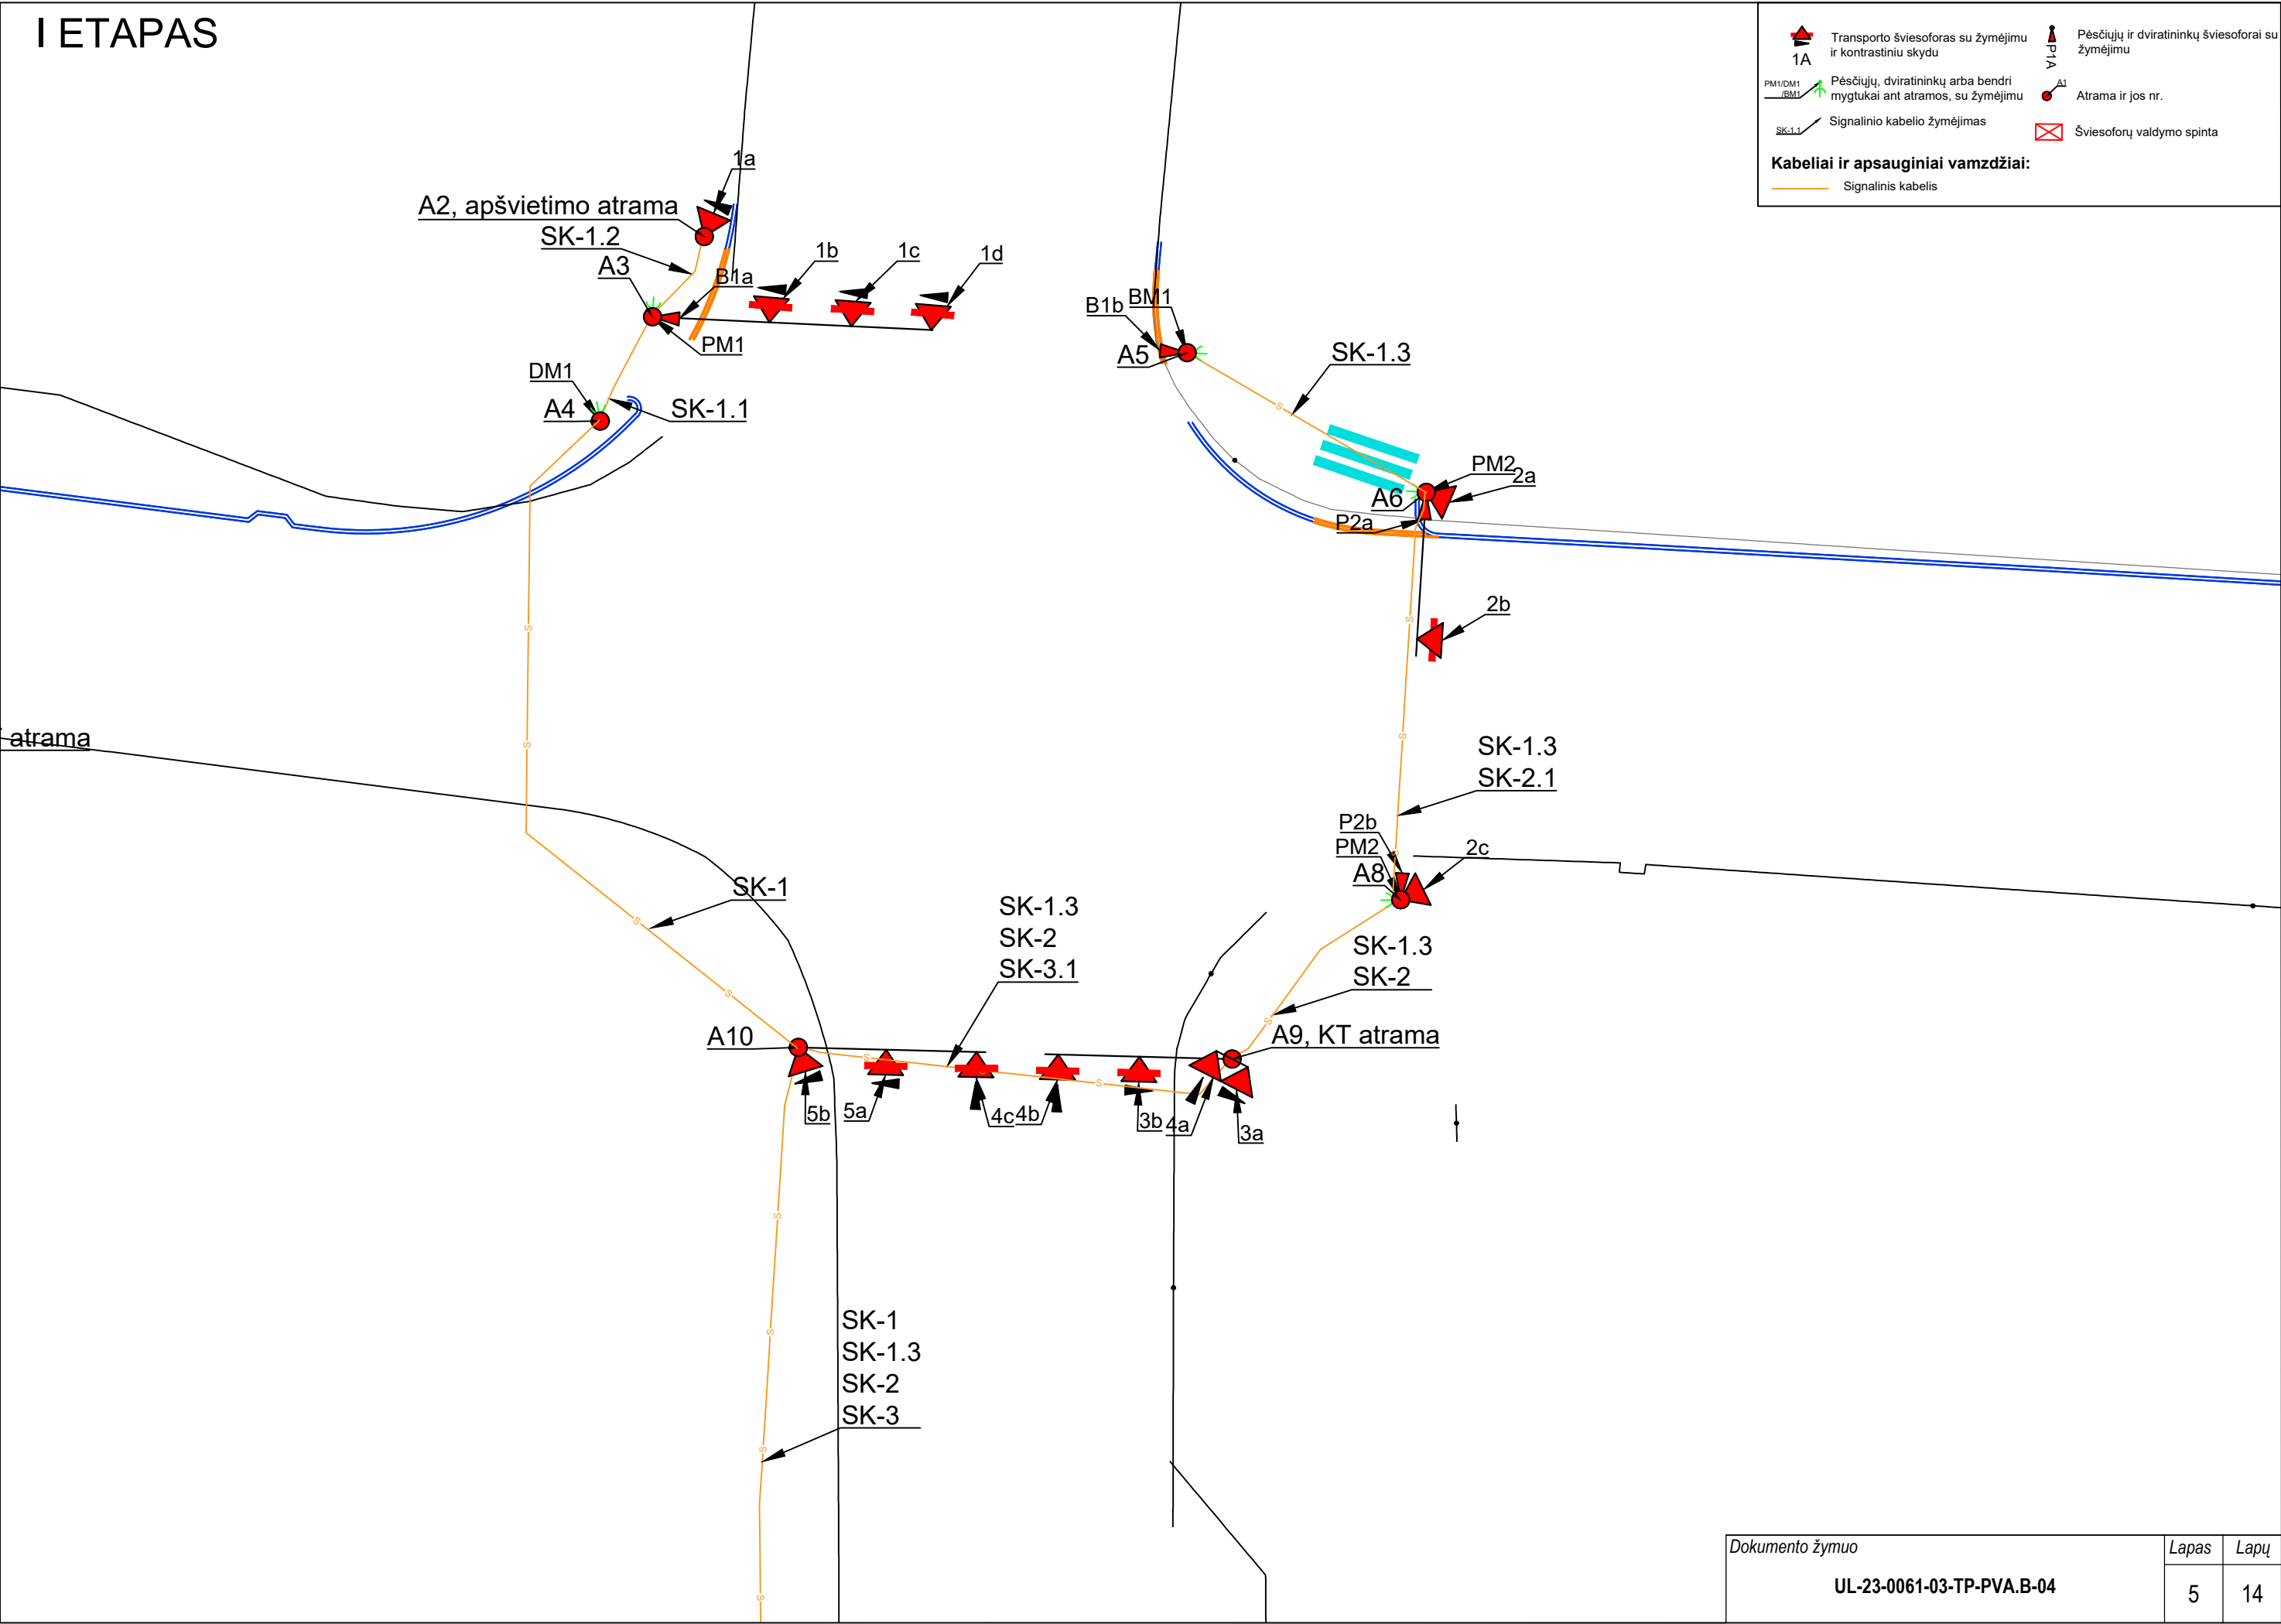 I ETAPAS
1A
Transporto šviesoforas su žymėjimu
ir kontrastiniu skydu
P1A
Pėsčiųjų ir dviratininkų šviesoforai su
žymėjimu
PM1/DM1
/BM1
Pėsčiųjų, dviratininkų arba bendri
mygtukai ant atramos, su žymėjimu
A1
Atrama ir jos nr.
SK-1.1
Signalinio kabelio žymėjimas
Šviesoforų valdymo spinta
Kabeliai ir apsauginiai vamzdžiai:
Signalinis kabelis
1a
A2, apšvietimo atrama
SK-1.2
A3
B1a
1b
1c
1d
PM1
DM1
A4
SK-1.1
B1b
BM1
A5
SK-1.3
S
PM2
2a
A6
P2a
S
2b
S
S
S
S
atrama
SK-1.3
SK-2.1
P2b
PM2
2c
A8
SK-1
S
S
SK-1.3
SK-2
SK-3.1
SK-1.3
SK-2
S
A10
A9, KT atrama
S
S
5b
5a
4c
4b
3b
4a
3a
S
S
SK-1
SK-1.3
SK-2
SK-3
S
S
Dokumento žymuo
Lapas
Lapų
UL-23-0061-03-TP-PVA.B-04
5
14